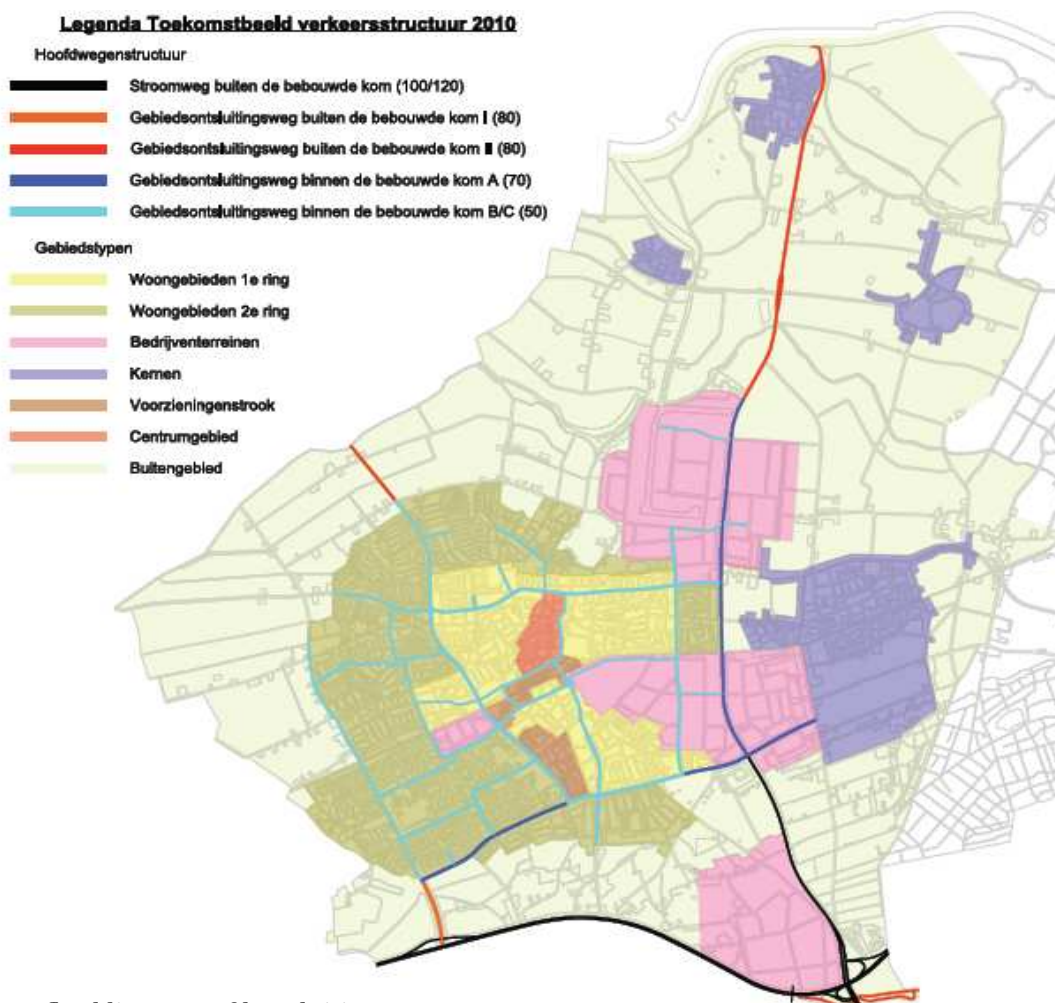 Legenda Toekomstbeeld verkeersstructuur 2010
Hoofdwegenstructuur
Stroomweg buiten de bebouwde kom (100/120)
Gebiedsontsluitingsweg buiten de bebouwde kom I (80)
Gebiedsontsluitingsweg buiten de bebouwde kom II (80)
Gebiedsontsluitingsweg binnen de bebouwde kom A (70)
Gebiedsontsluitingsweg binnen de bebouwde kom B/C (50)
Gebiedstypen
Woongebieden 1e ring
Woongebieden 2e ring
Bedrijventerreinen
Kernen
Voorzieningenstrook
Centrumgebied
Buitengebied